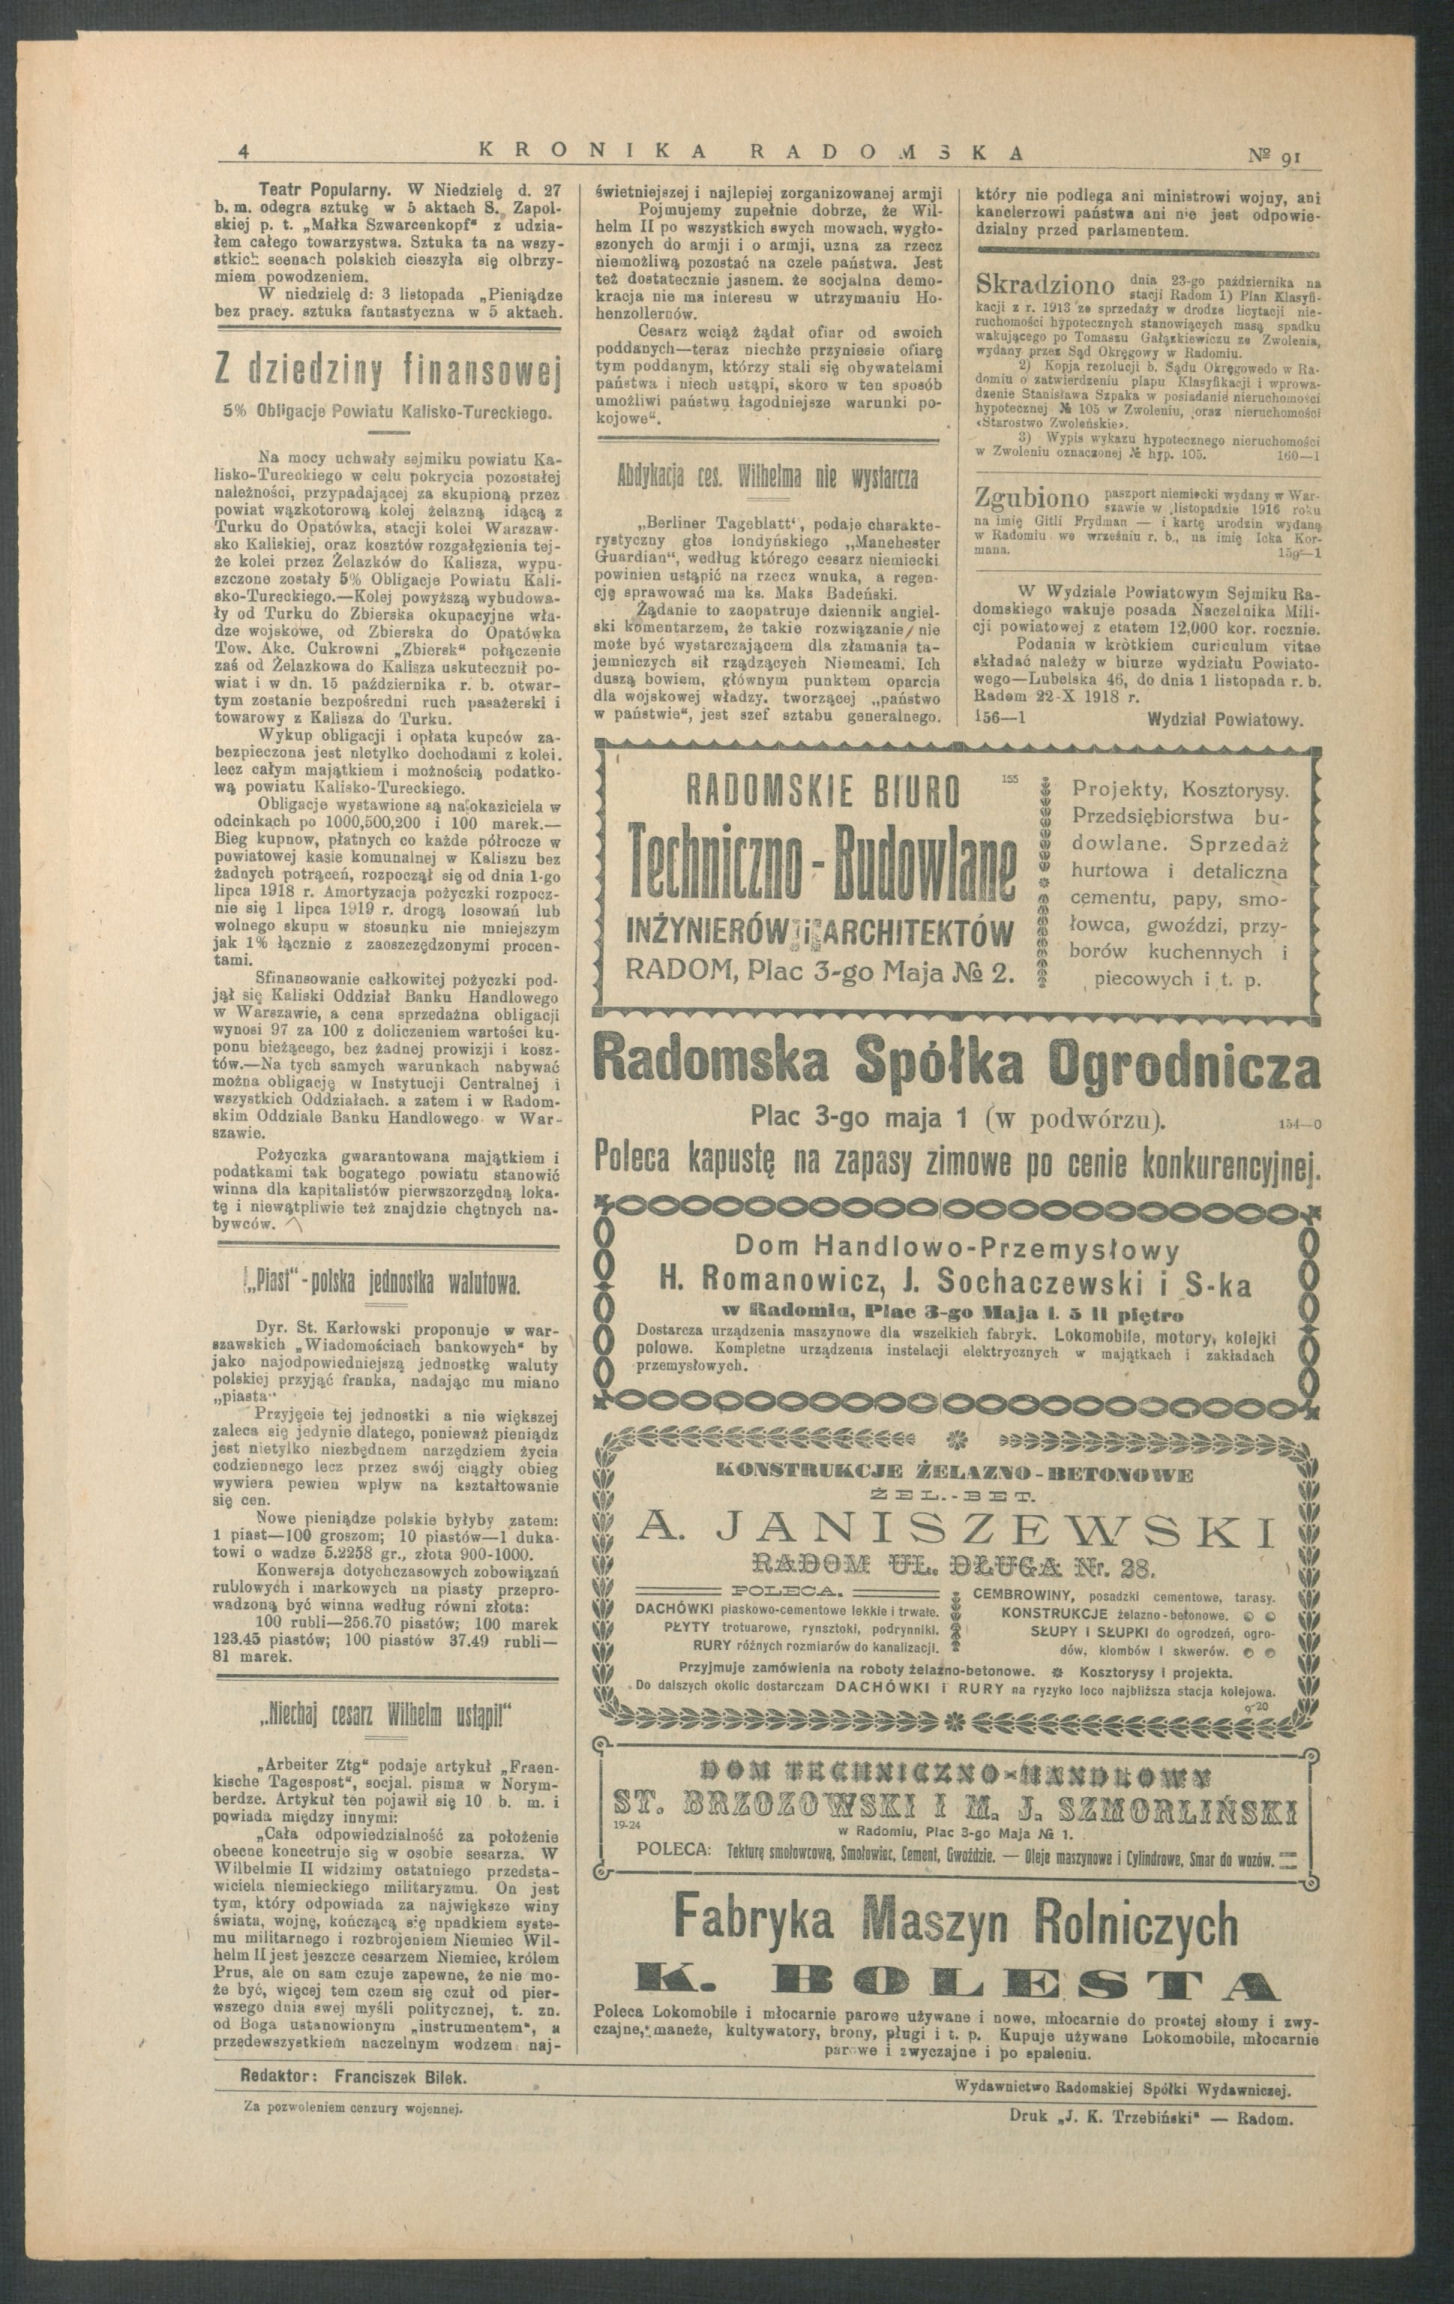 4 KRONIKA RADOMSKA № 91
Teatr Popularny. W Niedzielę d. 27
b. m. odegra sztukę w 5 aktach S. Zapol-
skiej p. t. „Małka Szwarcenkopf" z udzia-
łem całego towarzystwa. Sztuka ta na wszy-
stkich scenach polskich cieszyła się olbrzy-
miem powodzeniem.
W niedzielę d: 3 listopada „Pieniądze
bez pracy. sztuka fantastyczna w 5 aktach.
Z dziedziny finansowej
5% Obligacje Powiatu Kalisko-Tureckiego.
Na mocy uchwały sejmiku powiatu Ka-
lisko-Tureckiego w celu pokrycia pozostałej
należności, przypadającej za skupioną przez
powiat wązkotorową kolej żelazną idącą z
Turku do Opatówka, stacji kolei Warszaw-
sko Kaliskiej, oraz kosztów rozgałęzienia tej-
że kolei przez Żelazków do Kalisza, wypu-
szczone zostały 5% Obligacje Powiatu Kali-
sko-Tureckiego.—Kolej powyższą wybudowa-
ły od Turku do Zbierska okupacyjne wła-
dze wojskowe, od Zbierska do Opatówka
Tow. Akc. Cukrowni „Zbiersk" połączenie
zaś od Żelazkowa do Kalisza uskutecznił po-
wiat i w dn. 15 października r. b. otwar-
tym zostanie bezpośredni ruch pasażerski i
towarowy z Kalisza do Turku.
Wykup obligacji i opłata kupców za-
bezpieczona jest nietylko dochodami z kolei.
lecz całym majątkiem i możnością podatko-
wą powiatu Kalisko-Tureckiego.
Obligacje wystawione są na okaziciela w
odcinkach po 1000,500,200 i 100 marek.—
Bieg kupnow, płatnych co każde półrocze w
powiatowej kasie komunalnej w Kaliszu bez
żadnych potrąceń, rozpoczął się od dnia 1-go
lipca 1918 r. Amortyzacja pożyczki rozpocz-
nie się 1 lipca 1919 r. drogą losowań lub
wolnego skupu w stosunku nie mniejszym
jak 1% łącznie z zaoszczędzonymi procen-
tami.
Sfinansowanie całkowitej pożyczki pod-
jął się Kaliski Oddział Banku Handlowego
w Warszawie, a cena sprzedażna obligacji
wynosi 97 za 100 z doliczeniem wartości ku-
ponu bieżącego, bez żadnej prowizji i kosz-
tów.—Na tych samych warunkach nabywać
można obligację w Instytucji Centralnej i
wszystkich Oddziałach. a zatem i w Radom-
skim Oddziale Banku Handlowego w War-
szawie.
Pożyczka gwarantowana majątkiem i
podatkami tak bogatego powiatu stanowić
winna dla kapitalistów pierwszorzędną loka-
tę i niewątpliwie też znajdzie chętnych na-
bywców.
„Piast"-polska jednostka walutowa.
Dyr. St. Karłowski proponuje w war-
szawskich „Wiadomościach bankowych" by
jako najodpowiedniejszą jednostkę waluty
polskiej przyjąć franka, nadając mu miano
„piasta"
Przyjęcie tej jednostki a nie większej
zaleca się jedynie dlatego, ponieważ pieniądz
jest nietylko niezbędnem narzędziem życia
codziennego lecz przez swój ciągły obieg
wywiera pewien wpływ na kształtowanie
się cen.
Nowe pieniądze polskie byłyby zatem:
1 piast—100 groszom; 10 piastów—1 duka-
towi o wadze 5.2258 gr., złota 900-1000.
Konwersja dotychczasowych zobowiązań
rublowych i markowych na piasty przepro-
wadzoną być winna według równi złota:
100 rubli—256.70 piastów; 100 marek
123.45 piastów; 100 piastów 37.49 rubli—
81 marek.
„Niechaj cesarz Wilhelm ustąpi!"
„Arbeiter Ztg" podaje artykuł „Fraen-
kische Tagespost", socjal. pisma w Norym-
berdze. Artykuł ten pojawił się 10 b. m. i
powiada między innymi:
„Cała odpowiedzialność za położenie
obecne koncetruje się w osobie sesarza. W
Wilhelmie II widzimy ostatniego przedsta-
wiciela niemieckiego militaryzmu. On jest
tym, który odpowiada za największe winy
świata, wojnę, kończącą się upadkiem syste-
mu militarnego i rozbrojeniem Niemiec Wil-
helm II jest jeszcze cesarzem Niemiec, królem
Prus, ale on sam czuje zapewne, że nie mo-
że być, więcej tem czem się czuł od pier-
wszego dnia swej myśli politycznej, t. zn.
od Boga ustanowionym „instrumentem", a
przedewszystkiem naczelnym wodzem naj-
świetniejszej i najlepiej zorganizowanej armji
Pojmujemy zupełnie dobrze, że Wil-
helm II po wszystkich swych mowach, wygło-
szonych do armji i o armji, uzna za rzecz
niemożliwą pozostać na czele państwa. Jest
też dostatecznie jasnem. że socjalna demo-
kracja nie ma interesu w utrzymaniu Ho-
henzollernów.
Cesarz wciąż żądał ofiar od swoich
poddanych—teraz niechże przyniesie ofiarę
tym poddanym, którzy stali się obywatelami
państwa i niech ustąpi, skoro w ten sposób
umożliwi państwu łagodniejsze warunki po-
kojowe".
Abdykacja ces. Wilhelma nie wystarcza
„Berliner Tageblatt", podaje charakte-
rystyczny głos londyńskiego „Manchester
Guardian", według którego cesarz niemiecki
powinien ustąpić na rzecz wnuka, a regen-
cję sprawować ma ks. Maks Badeński.
Żądanie to zaopatruje dziennik angiel-
ski komentarzem, że takie rozwiązanie nie
może być wystarczającem dla złamania ta-
jemniczych sił rządzących Niemcami. Ich
duszą bowiem, głównym punktem oparcia
dla wojskowej władzy. tworzącej „państwo
w państwie", jest szef sztabu generalnego.
który nie podlega ani ministrowi wojny, ani
kanclerzowi państwa ani nie jest odpowie-
dzialny przed parlamentem.
Skradziono dnia 23-go października na
stacji Radom 1) Plan Klasyfi-
kacji z r. 1913 ze sprzedaży w drodze licytacji nie-
ruchomości hypotecznych stanowiących masą spadku
wakującego po Tomaszu Gałązkiewiczu ze Zwolenia,
wydany przez Sąd Okręgowy w Radomiu.
2) Kopja rezolucji b. Sądu Okręgowedo w Ra-
domiu o zatwierdzeniu plapu Klasyfikacji i wprowa-
dzenie Stanisława Szpaka w posiadanie nieruchomości
hypotecznej № 105 w Zwoleniu, oraz nieruchomości
«Starostwo Zwoleńskie».
3) Wypis wykazu hypotecznego nieruchomości
w Zwoleniu oznaczonej № hyp. 105. 160—1
Zgubiono paszport niemiecki wydany w War-
szawie w listopadzie 1916 roku
na imię Gitli Frydman — i kartę urodzin wydaną
w Radomiu we wrześniu r. b., na imię Icka Kor-
mana. 159—1
W Wydziale Powiatowym Sejmiku Ra-
domskiego wakuje posada Naczelnika Mili-
cji powiatowej z etatem 12,000 kor. rocznie.
Podania w krótkiem curiculum vitae
składać należy w biurze wydziału Powiato-
wego—Lubelska 46, do dnia 1 listopada r. b.
Radom 22-X 1918 r.
156—1 Wydział Powiatowy.
RADOMSKIE BIURO 155
Techniczno-Budowlane
INŻYNIERÓW i ARCHITEKTÓW
RADOM, Plac 3-go Maja № 2.
Projekty, Kosztorysy.
Przedsiębiorstwa bu-
dowlane. Sprzedaż
hurtowa i detaliczna
cementu, papy, smo-
łowca, gwoździ, przy-
borów kuchennych i
piecowych i t. p.
Radomska Spółka Ogrodnicza
Plac 3-go maja 1 (w podwórzu). 154—0
Poleca kapustę na zapasy zimowe po cenie konkurencyjnej.
Dom Handlowo-Przemysłowy
H. Romanowicz, J. Sochaczewski i S-ka
w Radomiu, Plac 3-go Maja l. 5 II piętro
Dostarcza urządzenia maszynowe dla wszelkich fabryk. Lokomobile, motory, kolejki
polowe. Kompletne urządzenia instelacji elektrycznych w majątkach i zakładach
przemysłowych.
KONSTRUKCJE ŻELAZNO-BETONOWE
ŻEL.-BET.
A. JANISZEWSKI
RADOM UL. DŁUGA Nr. 28.
POLECA.
DACHÓWKI piaskowo-cementowe lekkie i trwałe.
PŁYTY trotuarowe, rynsztoki, podrynniki.
RURY różnych rozmiarów do kanalizacji.
CEMBROWINY, posadzki cementowe, tarasy.
KONSTRUKCJE żelazno-betonowe.
SŁUPY I SŁUPKI do ogrodzeń, ogro-
dów, klombów i skwerów.
Przyjmuje zamówienia na roboty żelazno-betonowe. Kosztorysy i projekta.
Do dalszych okolic dostarczam DACHÓWKI I RURY na ryzyko loco najbliższa stacja kolejowa.
9-20
DOM TECHNICZNO-HANDLOWY
ST. BRZOZOWSKI I M. J. SZMORLIŃSKI
19-24
w Radomiu, Plac 3-go Maja № 1.
POLECA: Tekturę smołowcową, Smołowiec, Cement, Gwoździe. — Oleje maszynowe i Cylindrowe, Smar do wozów.
Fabryka Maszyn Rolniczych
K. BOLESTA
Poleca Lokomobile i młocarnie parowe używane i nowe, młocarnie do prostej słomy i zwy-
czajne, maneże, kultywatory, brony, pługi i t. p. Kupuje używane Lokomobile, młocarnie
parowe i zwyczajne i po spaleniu.
Redaktor: Franciszek Bilek.
Wydawnictwo Radomskiej Spółki Wydawniczej.
Za pozwoleniem cenzury wojennej.
Druk „J. K. Trzebiński" — Radom.